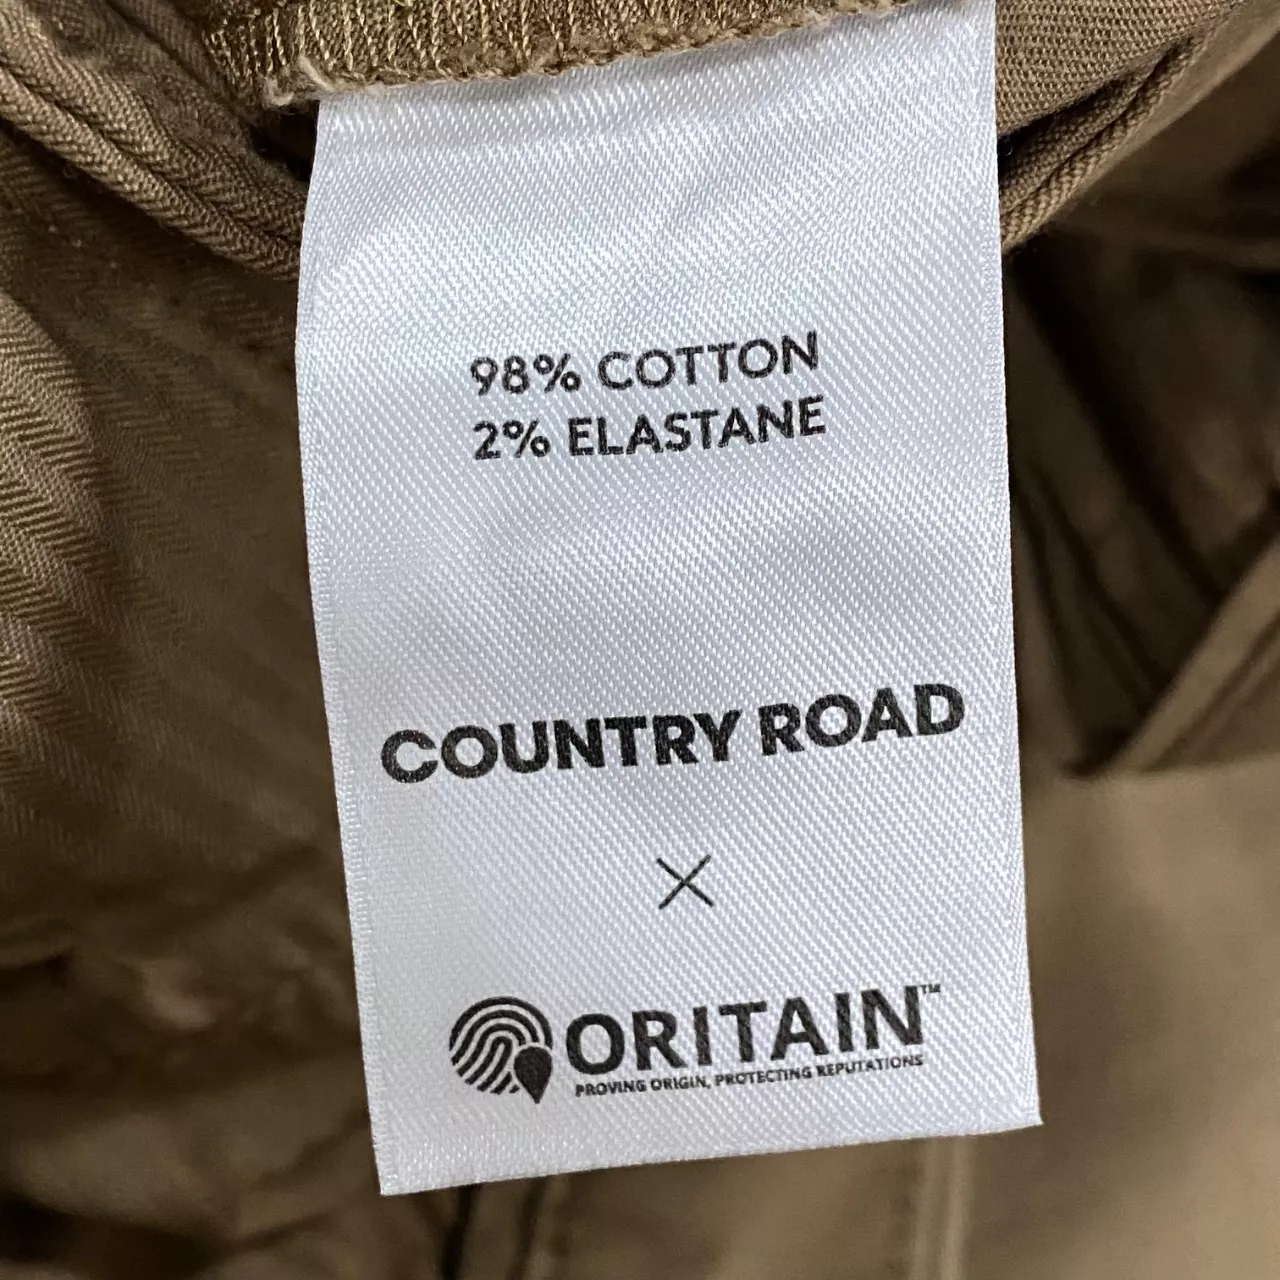 98% COTTON
2% ELASTANE
COUNTRY ROAD
×
ORITAIN™
PROVING ORIGIN, PROTECTING REPUTATIONS